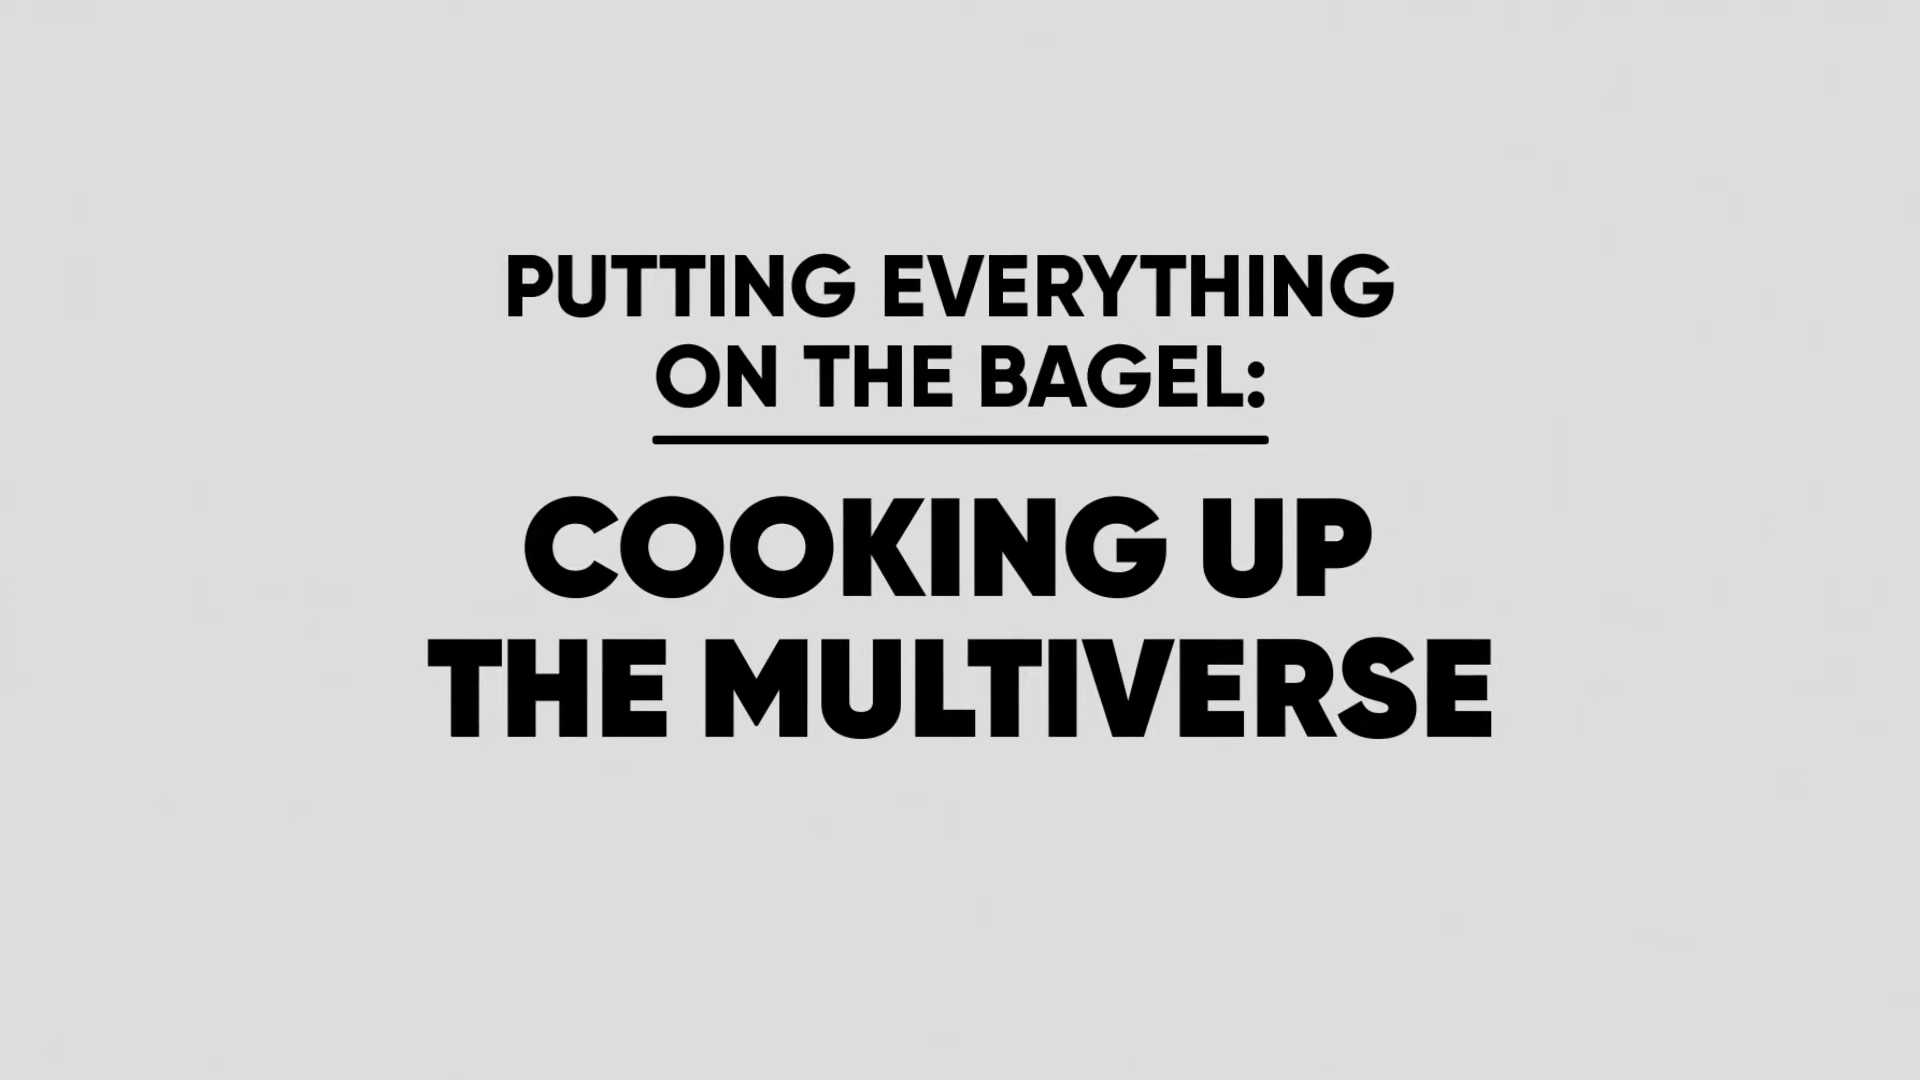 PUTTING EVERYTHING
ON THE BAGEL:
COOKING UP
THE MULTIVERSE